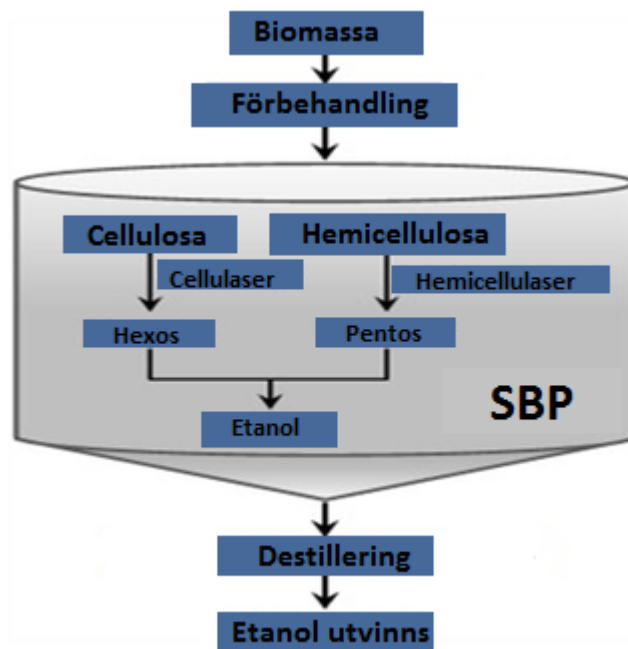 Biomassa
Förbehandling
Cellulosa
Hemicellulosa
Cellulaser
Hemicellulaser
Hexos
Pentos
SBP
Etanol
Destillering
Etanol utvinns